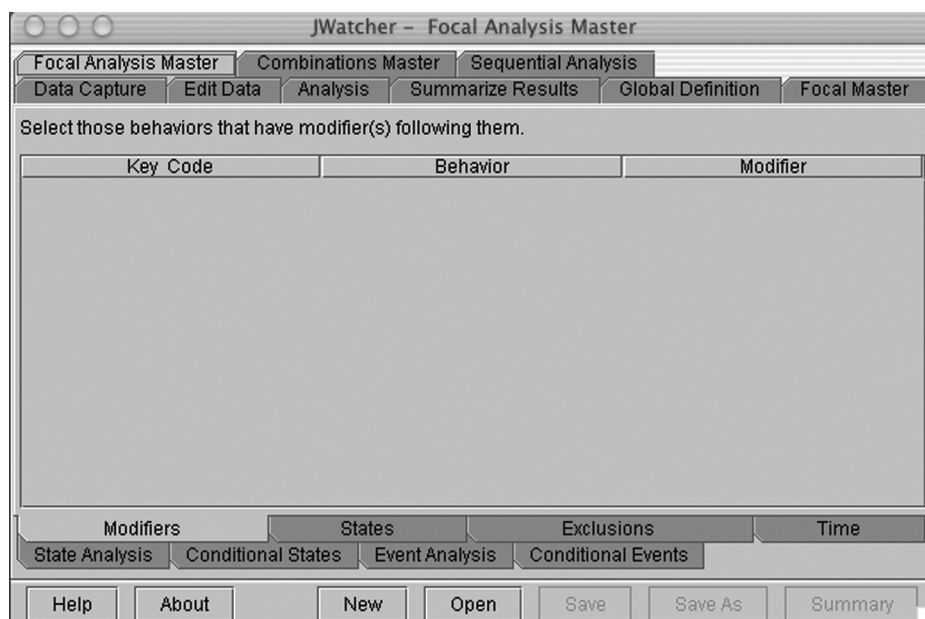 JWatcher – Focal Analysis Master
Focal Analysis Master Combinations Master Sequential Analysis
Data Capture Edit Data Analysis Summarize Results Global Definition Focal Master
Select those behaviors that have modifier(s) following them.
Key Code Behavior Modifier
Modifiers States Exclusions Time
State Analysis Conditional States Event Analysis Conditional Events
Help About New Open Save Save As Summary